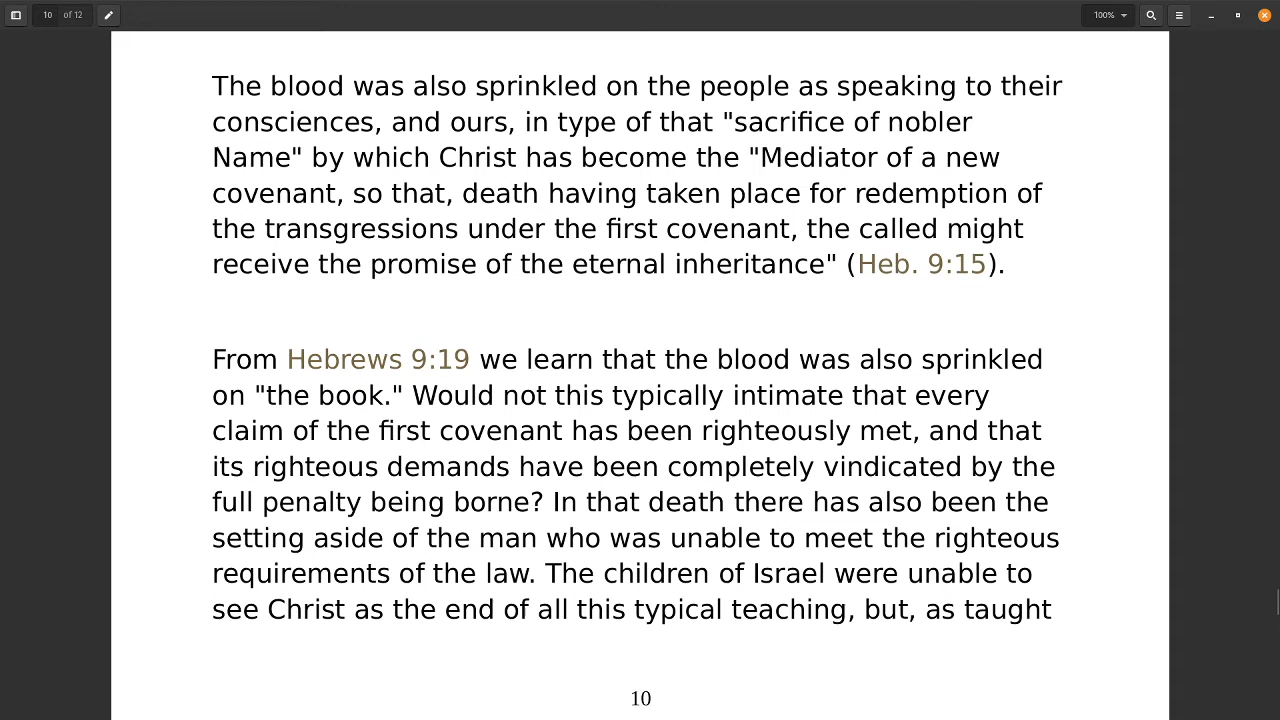 10 of 12
100%
The blood was also sprinkled on the people as speaking to their
consciences, and ours, in type of that "sacrifice of nobler
Name" by which Christ has become the "Mediator of a new
covenant, so that, death having taken place for redemption of
the transgressions under the first covenant, the called might
receive the promise of the eternal inheritance" (Heb. 9:15).
From Hebrews 9:19 we learn that the blood was also sprinkled
on "the book." Would not this typically intimate that every
claim of the first covenant has been righteously met, and that
its righteous demands have been completely vindicated by the
full penalty being borne? In that death there has also been the
setting aside of the man who was unable to meet the righteous
requirements of the law. The children of Israel were unable to
see Christ as the end of all this typical teaching, but, as taught
10